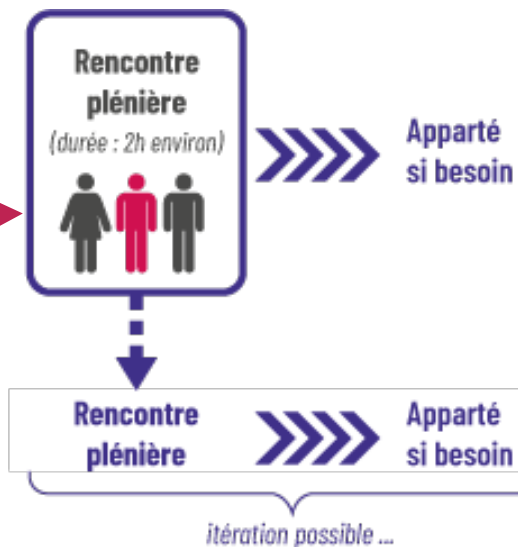 Rencontre
plénière
(durée : 2h environ)
Apparté
si besoin
Rencontre
plénière
Apparté
si besoin
itération possible ...